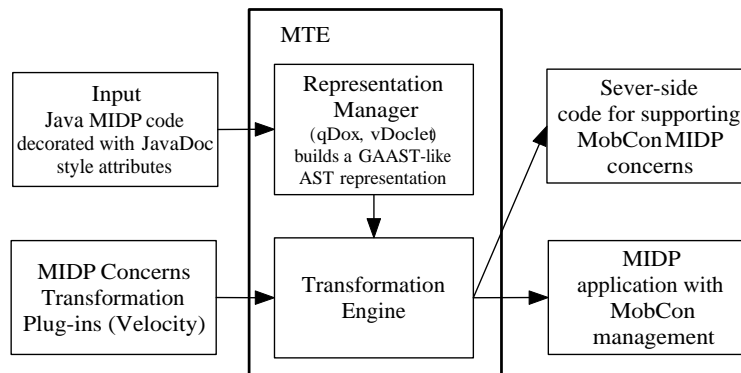 MTE
Input
Java MIDP code
decorated with JavaDoc
style attributes
Representation
Manager
(qDox, vDoclet)
builds a GAAST-like
AST representation
Sever-side
code for supporting
MobCon MIDP
concerns
MIDP Concerns
Transformation
Plug-ins (Velocity)
Transformation
Engine
MIDP
application with
MobCon
management